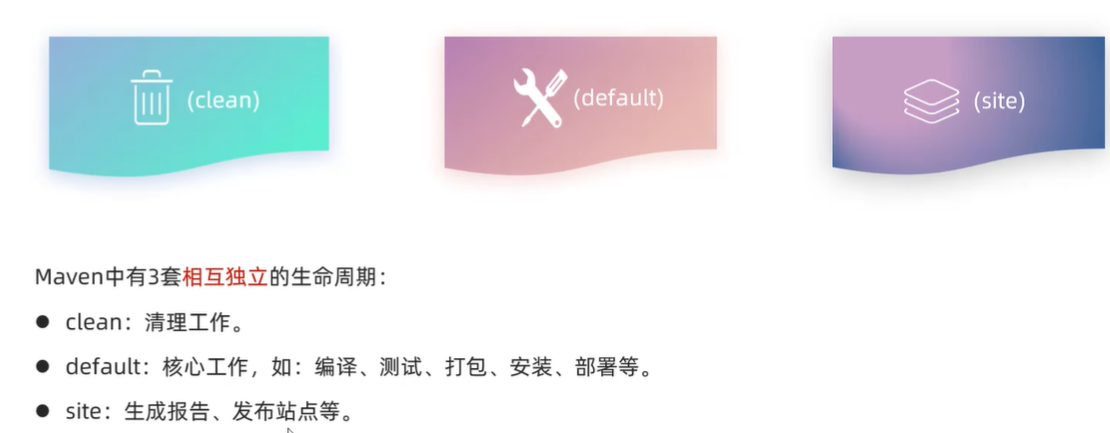 (clean)
(default)
(site)
Maven中有3套相互独立的生命周期：
● clean：清理工作。
● default：核心工作，如：编译、测试、打包、安装、部署等。
● site：生成报告、发布站点等。